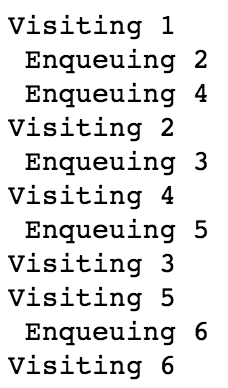 Visiting 1
 Enqueuing 2
 Enqueuing 4
Visiting 2
 Enqueuing 3
Visiting 4
 Enqueuing 5
Visiting 3
Visiting 5
 Enqueuing 6
Visiting 6